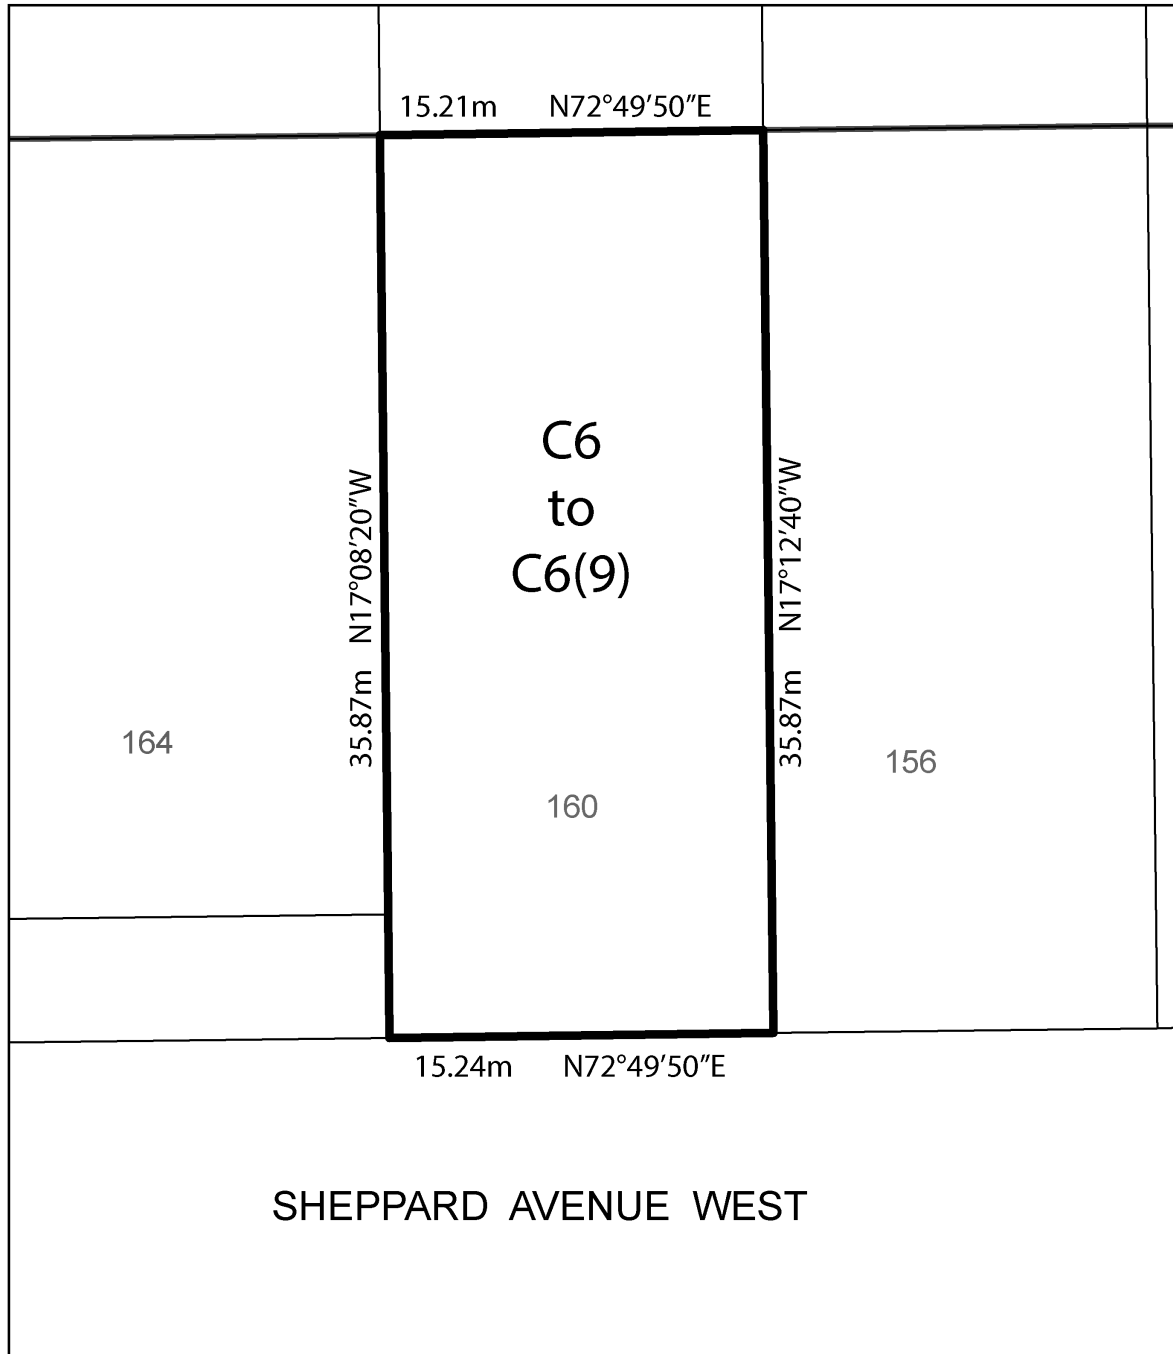 15.21m N72°49'50"E
C6
to
C6(9)
35.87m N17°08'20"W
35.87m N17°12'40"W
164
156
160
15.24m N72°49'50"E
SHEPPARD AVENUE WEST